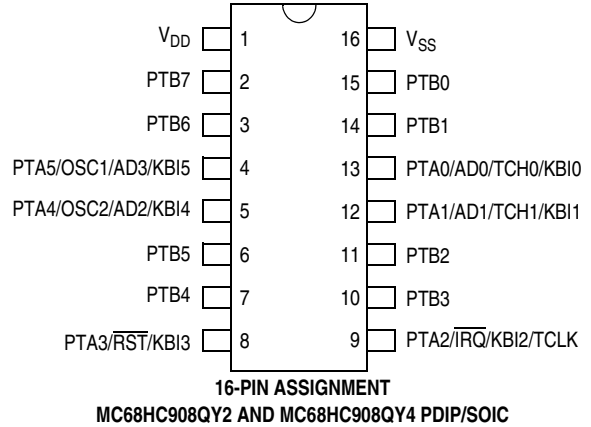 V_DD 1 16 V_SS
PTB7 2 15 PTB0
PTB6 3 14 PTB1
PTA5/OSC1/AD3/KBI5 4 13 PTA0/AD0/TCH0/KBI0
PTA4/OSC2/AD2/KBI4 5 12 PTA1/AD1/TCH1/KBI1
PTB5 6 11 PTB2
PTB4 7 10 PTB3
PTA3/R̅S̅T̅/KBI3 8 9 PTA2/I̅R̅Q̅/KBI2/TCLK
16-PIN ASSIGNMENT
MC68HC908QY2 AND MC68HC908QY4 PDIP/SOIC